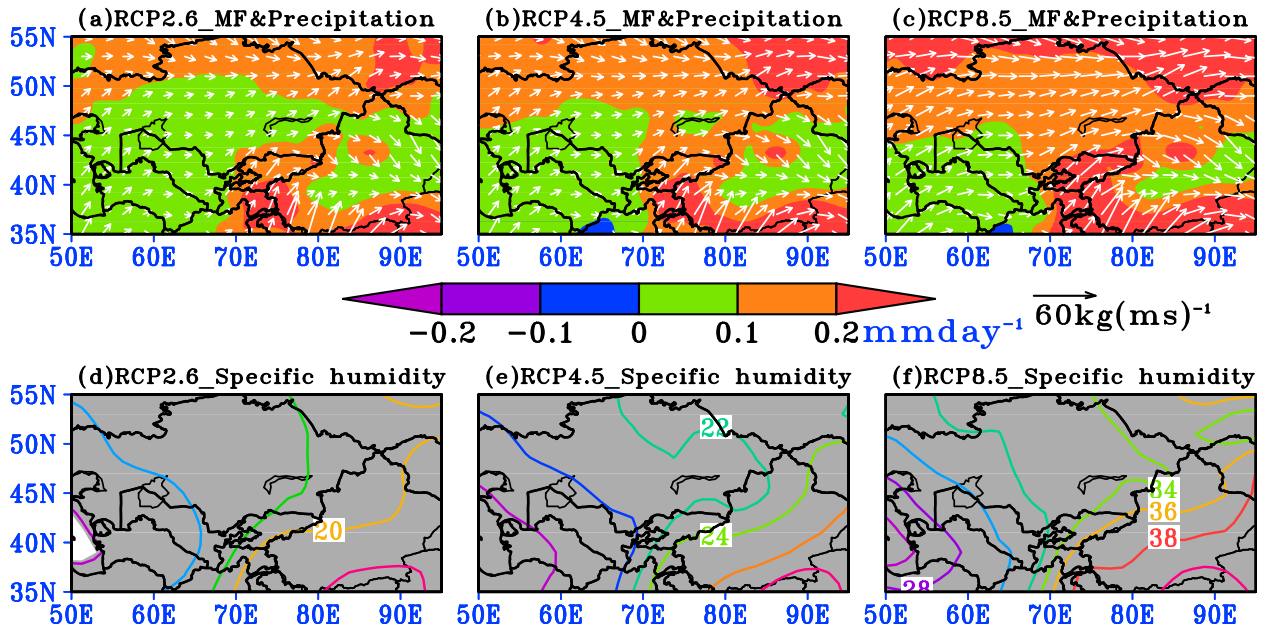 (a)RCP2.6_MF&Precipitation (b)RCP4.5_MF&Precipitation (c)RCP8.5_MF&Precipitation
55N
50N
45N
40N
35N
50E 60E 70E 80E 90E 50E 60E 70E 80E 90E 50E 60E 70E 80E 90E
−0.2 −0.1 0 0.1 0.2 mmday⁻¹ 60kg(ms)⁻¹
(d)RCP2.6_Specific humidity (e)RCP4.5_Specific humidity (f)RCP8.5_Specific humidity
55N
22
50N
45N
34
36
20
24
38
40N
28
35N
50E 60E 70E 80E 90E 50E 60E 70E 80E 90E 50E 60E 70E 80E 90E